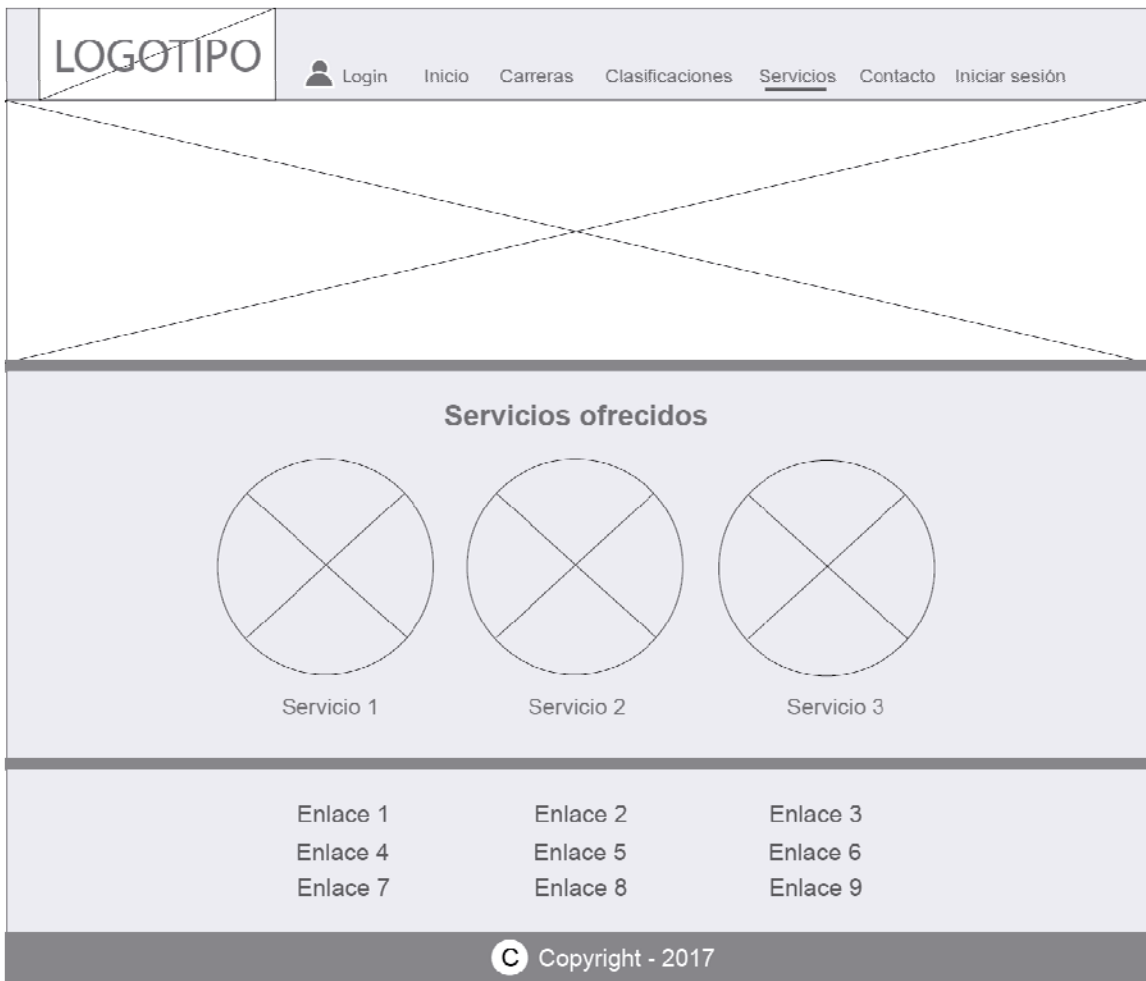 LOGOTIPO
Login Inicio Carreras Clasificaciones Servicios Contacto Iniciar sesión
Servicios ofrecidos
Servicio 1 Servicio 2 Servicio 3
Enlace 1 Enlace 2 Enlace 3
Enlace 4 Enlace 5 Enlace 6
Enlace 7 Enlace 8 Enlace 9
C Copyright - 2017